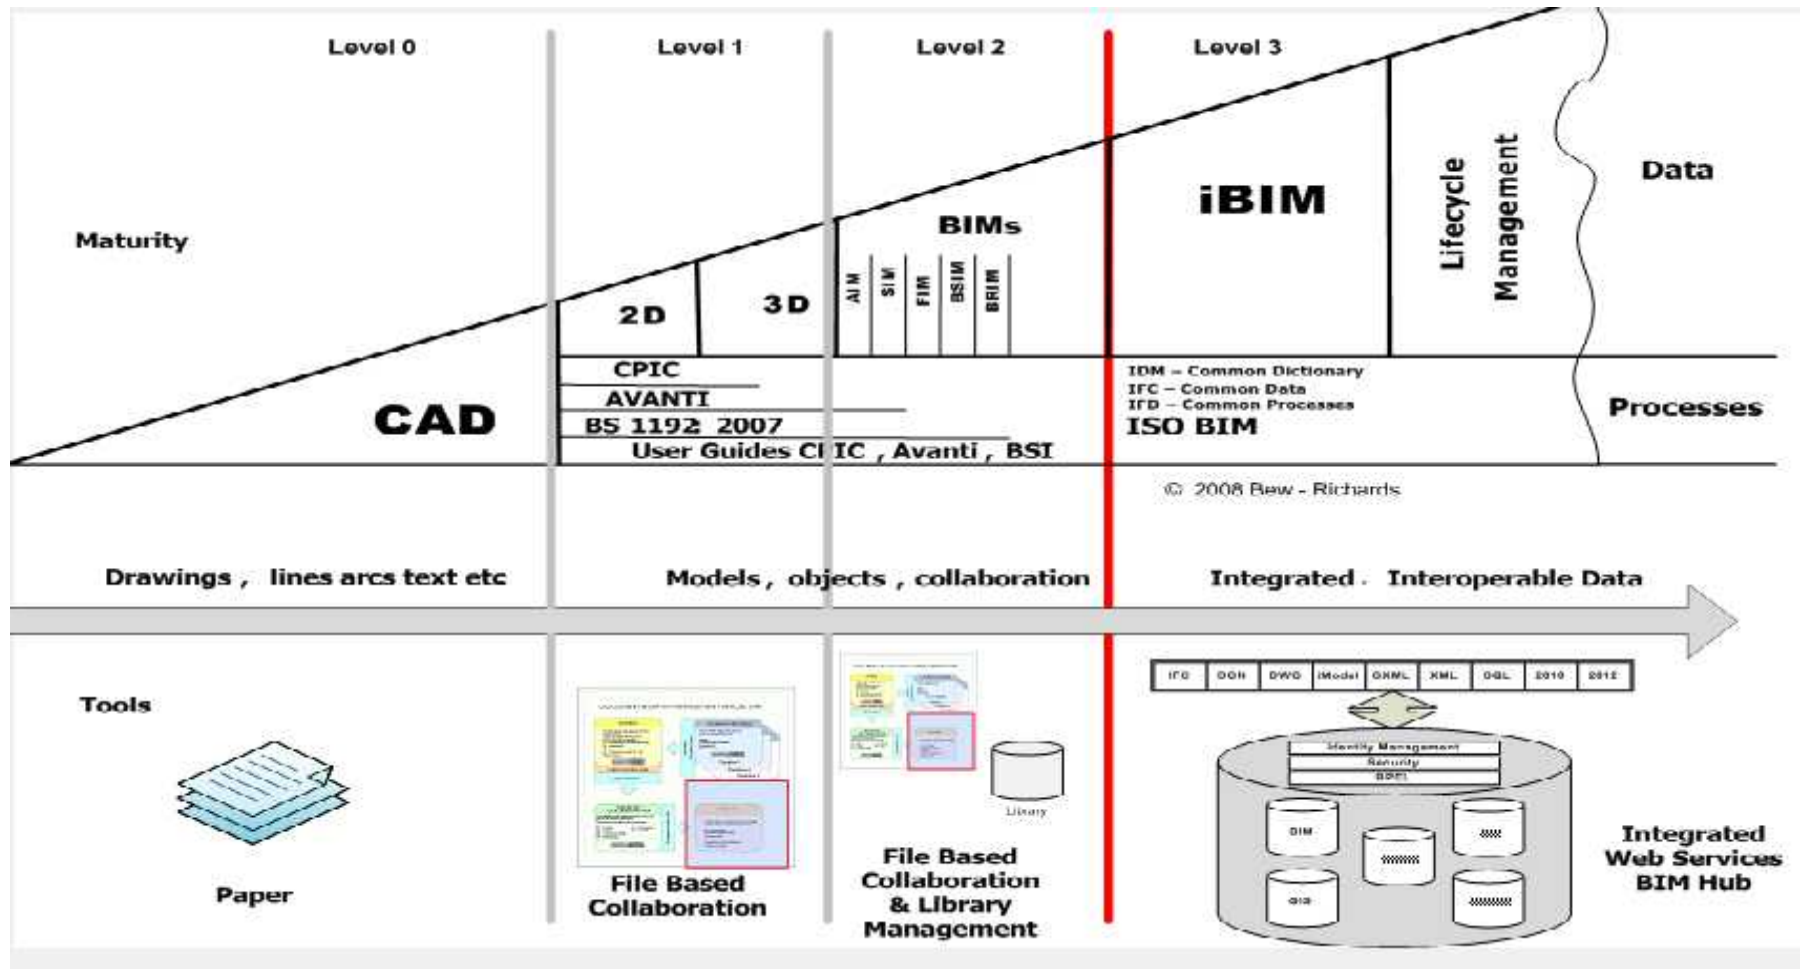 Level 0
Level 1
Level 2
Level 3
Maturity
Data
iBIM
Lifecycle
Management
BIMs
2D
3D
AIM
SIM
FIM
BSIM
BRIM
CAD
CPIC
AVANTI
BS 1192: 2007
User Guides CPIC , Avanti , BSI
IDM – Common Dictionary
IFC – Common Data
IFD – Common Processes
ISO BIM
Processes
© 2008 Bew - Richards
Drawings , lines arcs text etc
Models , objects , collaboration
Integrated , Interoperable Data
Tools
Paper
File Based
Collaboration
Library
File Based
Collaboration
& Library
Management
IFC DGN DWG iModel GXML XML 2010 2012
Identity Management
Security
GIS
Integrated
Web Services
BIM Hub